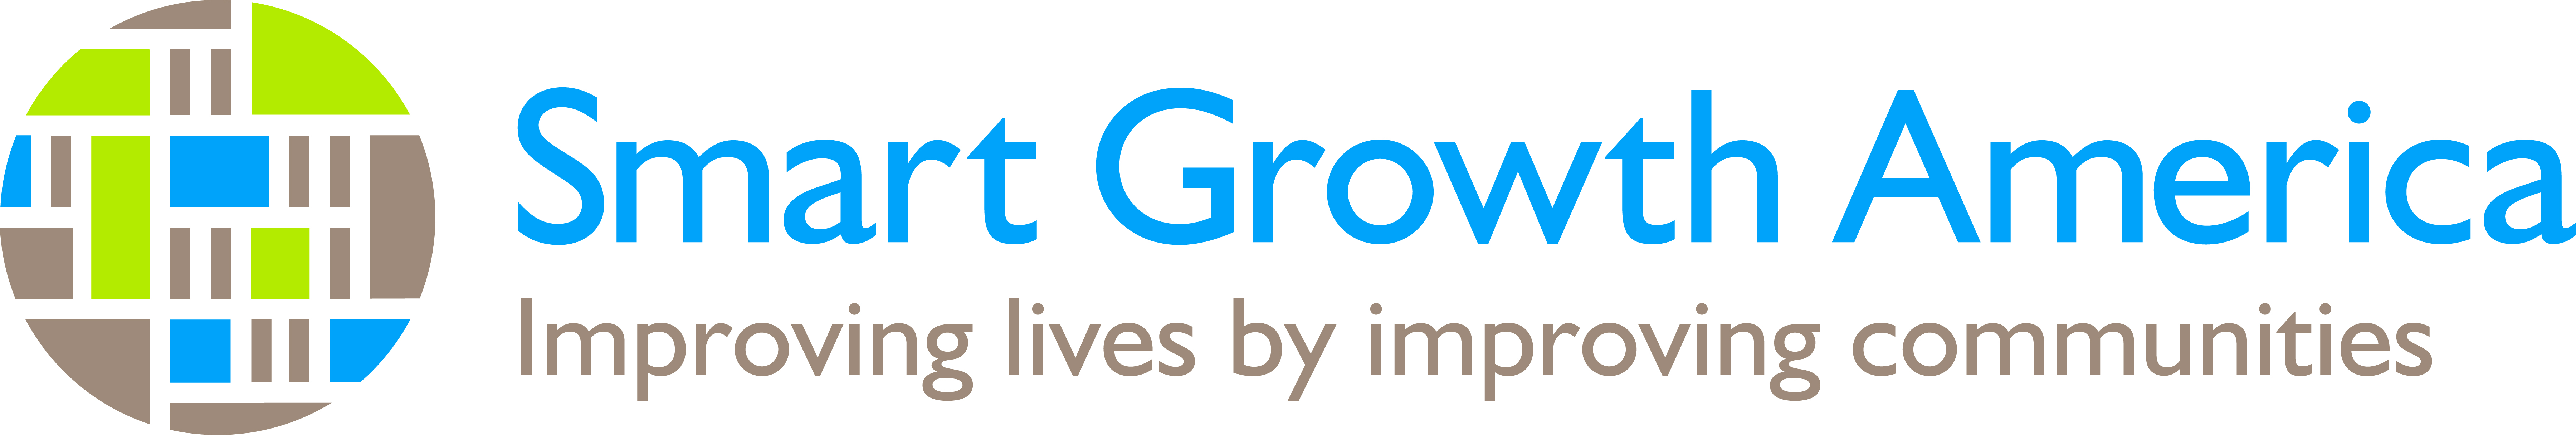 Smart Growth America
Improving lives by improving communities